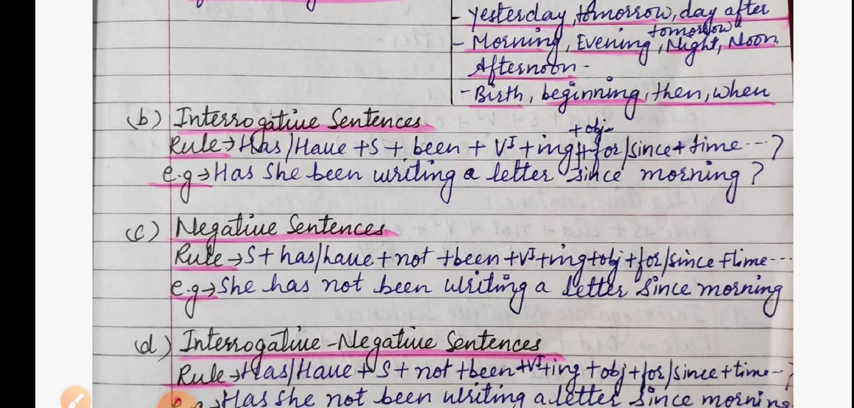 - yesterday, tomorrow, day after tomorrow
- Morning, Evening, Night, Noon,
Afternoon -
- Birth, beginning, then, when
(b) Interrogative Sentences
Rule → Has/Have + S + been + V¹ + ing + obj + for/since + time ---?
e.g → Has She been writing a letter since morning?
(c) Negative Sentences
Rule → S + has/have + not + been + V¹ + ing + obj + for/since + time---
e.g → She has not been writing a letter since morning
(d) Interrogative-Negative Sentences
Rule → Has/Have + S + not + been + V¹ + ing + obj + for/since + time -?
Has she not been writing a letter since morning